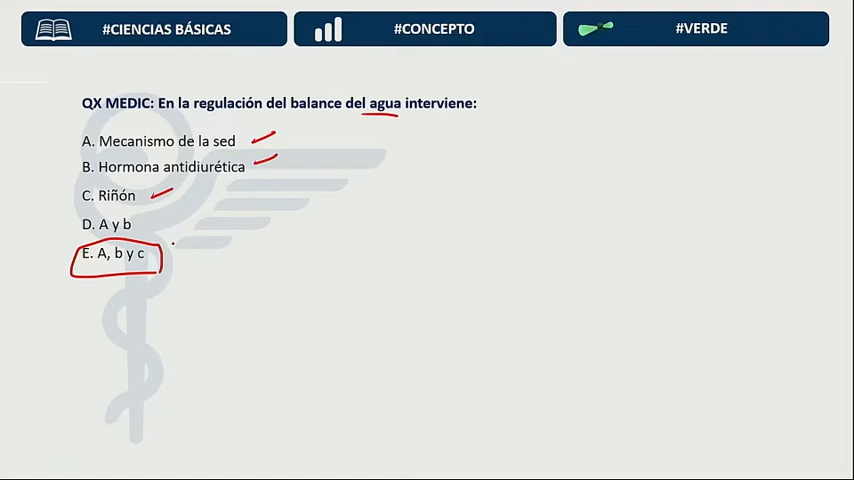 #CIENCIAS BÁSICAS
#CONCEPTO
#VERDE
QX MEDIC: En la regulación del balance del agua interviene:
A. Mecanismo de la sed
B. Hormona antidiurética
C. Riñón
D. A y b
E. A, b y c